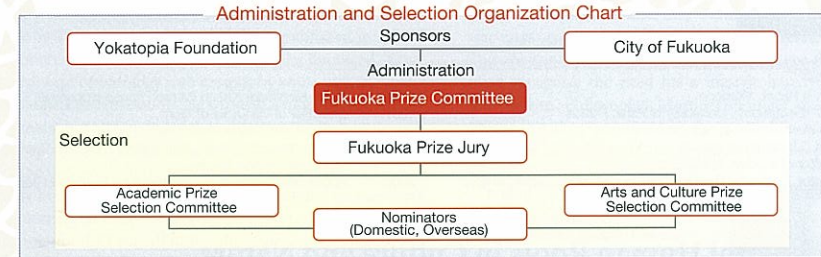 Administration and Selection Organization Chart
Sponsors
Yokatopia Foundation
City of Fukuoka
Administration
Fukuoka Prize Committee
Selection
Fukuoka Prize Jury
Academic Prize
Selection Committee
Arts and Culture Prize
Selection Committee
Nominators
(Domestic, Overseas)